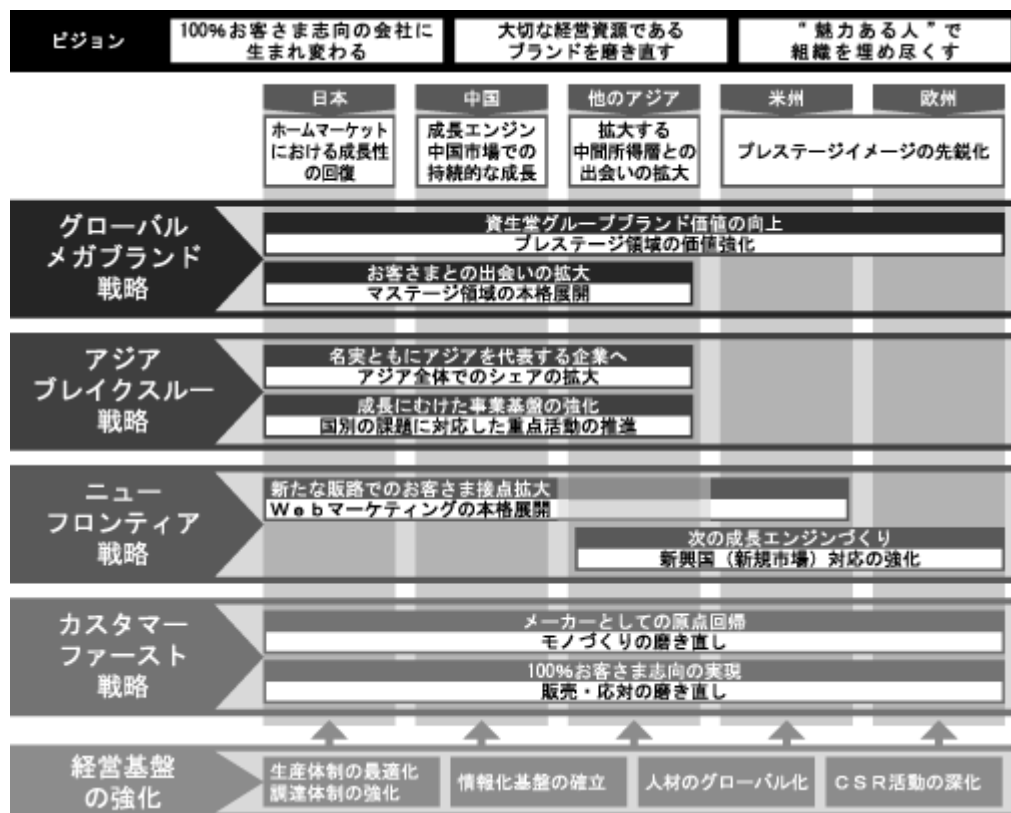 ビジョン
100%お客さま志向の会社に
生まれ変わる
大切な経営資源である
ブランドを磨き直す
“魅力ある人”で
組織を埋め尽くす
日本
中国
他のアジア
米州
欧州
ホームマーケット
における成長性
の回復
成長エンジン
中国市場での
持続的な成長
拡大する
中間所得層との
出会いの拡大
プレステージイメージの先鋭化
グローバル
メガブランド
戦略
資生堂グループブランド価値の向上
プレステージ領域の価値強化
お客さまとの出会いの拡大
マステージ領域の本格展開
アジア
ブレイクスルー
戦略
名実ともにアジアを代表する企業へ
アジア全体でのシェアの拡大
成長にむけた事業基盤の強化
国別の課題に対応した重点活動の推進
ニュー
フロンティア
戦略
新たな販路でのお客さま接点拡大
Ｗｅｂマーケティングの本格展開
次の成長エンジンづくり
新興国（新規市場）対応の強化
カスタマー
ファースト
戦略
メーカーとしての原点回帰
モノづくりの磨き直し
100%お客さま志向の実現
販売・応対の磨き直し
経営基盤
の強化
生産体制の最適化
調達体制の強化
情報化基盤の確立
人材のグローバル化
ＣＳＲ活動の深化